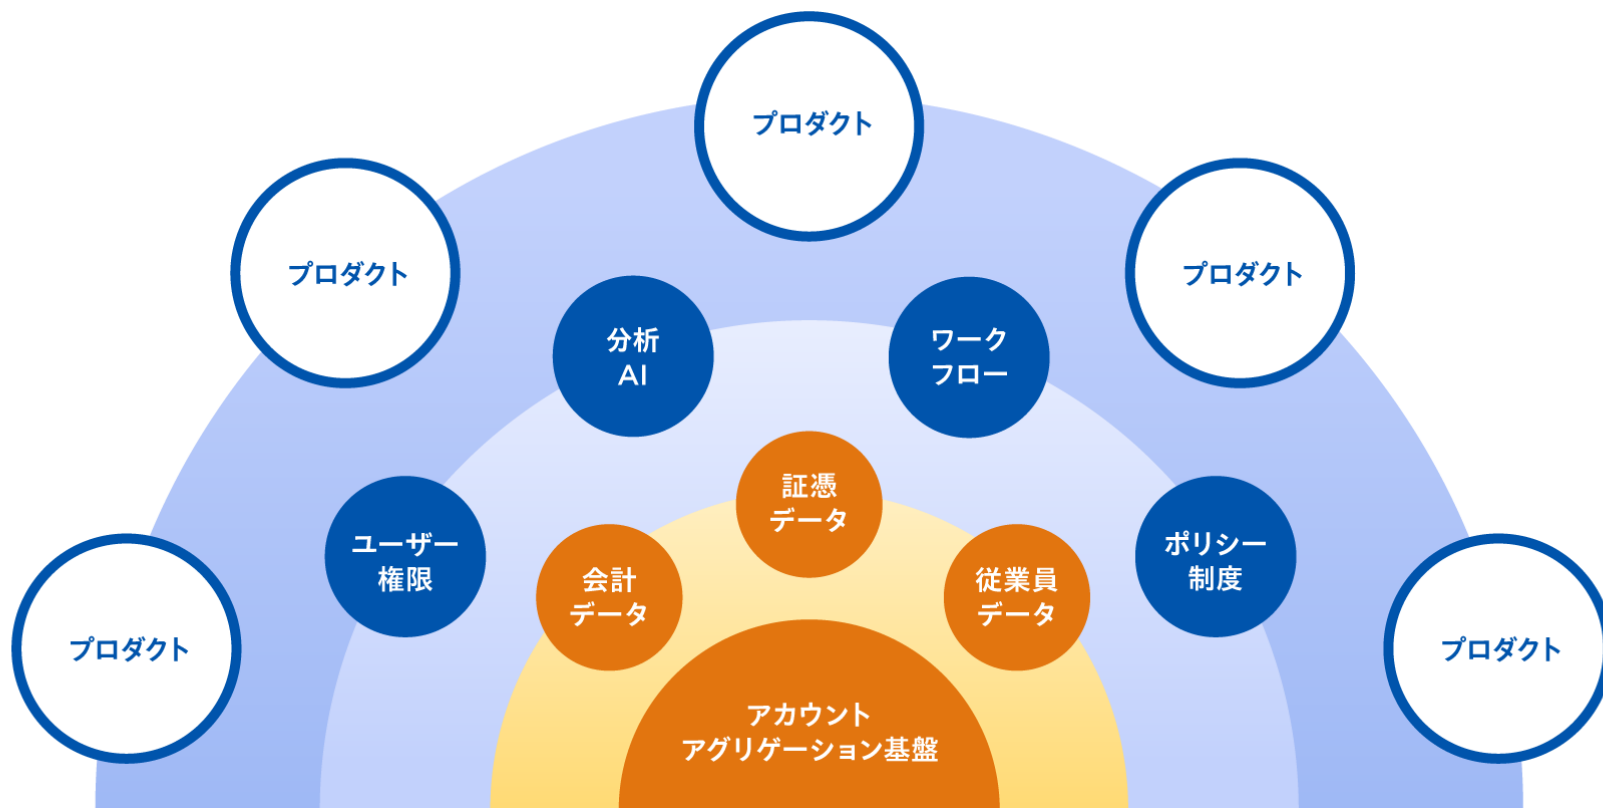 プロダクト
プロダクト
プロダクト
分析
AI
ワーク
フロー
証憑
データ
ユーザー
権限
ポリシー
制度
会計
データ
従業員
データ
プロダクト
プロダクト
アカウント
アグリゲーション基盤